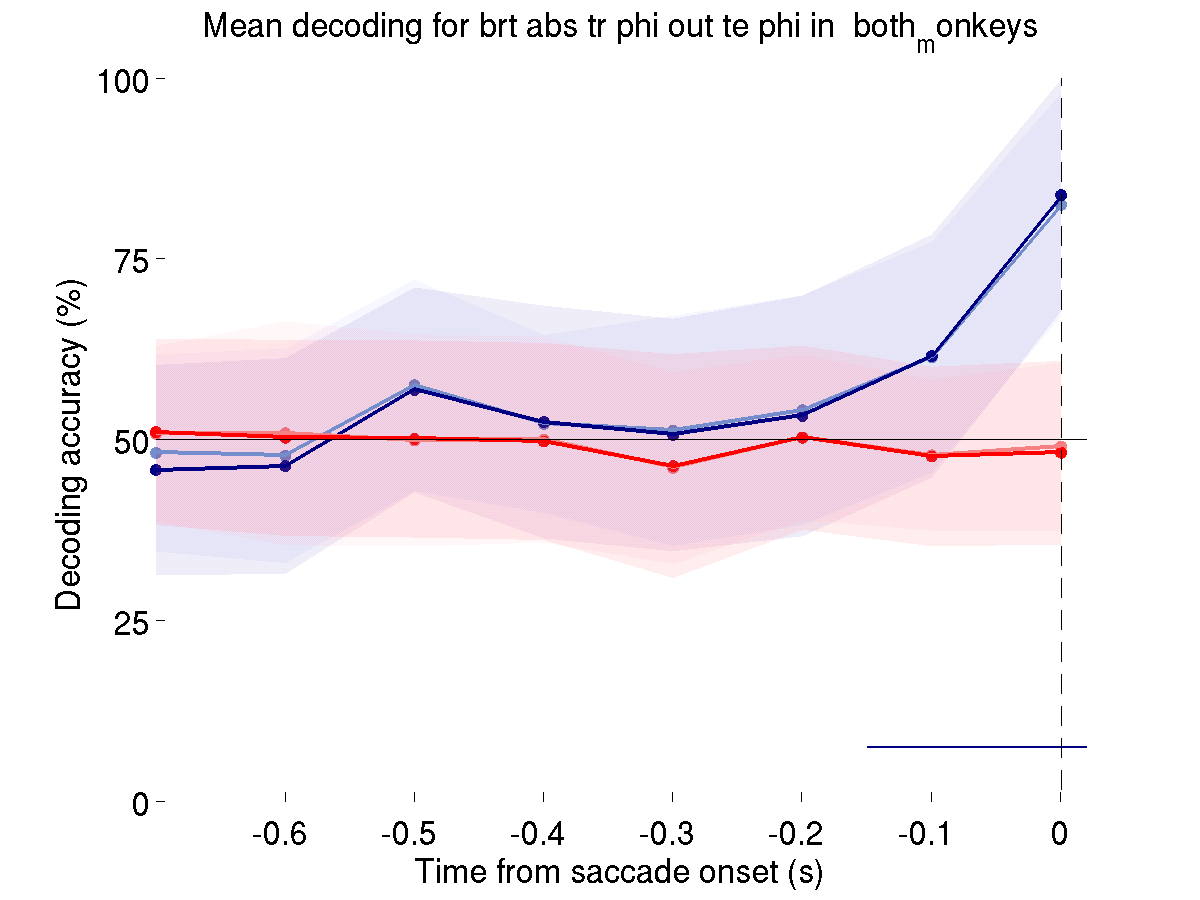 Mean decoding for brt abs tr phi out te phi in  both_monkeys
100
75
50
25
0
Decoding accuracy (%)
-0.6 -0.5 -0.4 -0.3 -0.2 -0.1 0
Time from saccade onset (s)